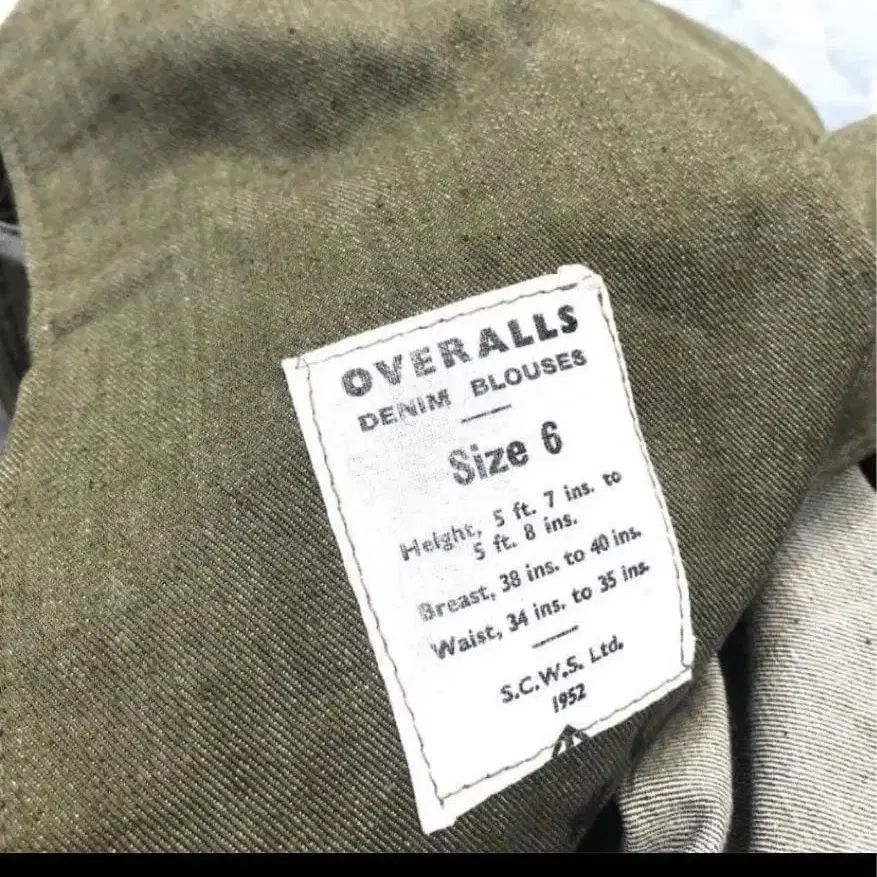 OVERALLS
DENIM BLOUSES
Size 6
Height, 5 ft. 7 ins. to
5 ft. 8 ins.
Breast, 38 ins. to 40 ins.
Waist, 34 ins. to 35 ins.
S.C.W.S. Ltd.
1952